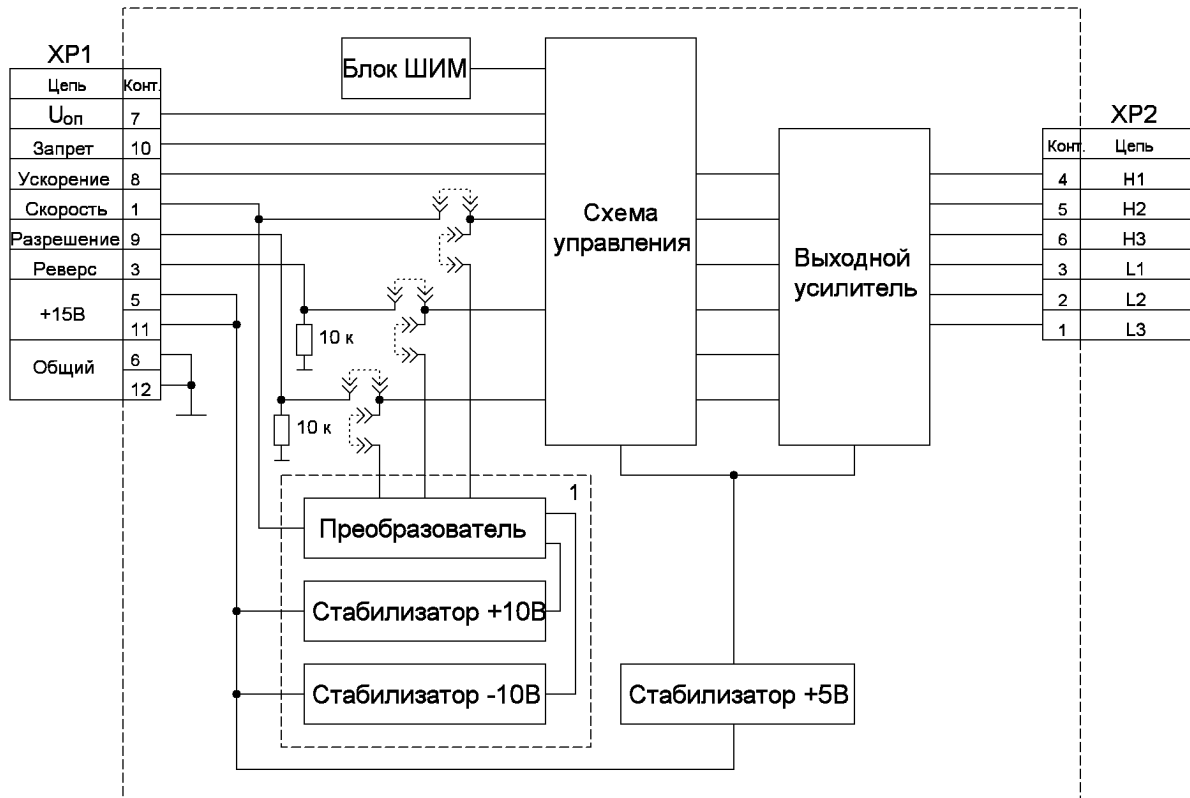 XP1
Цепь Конт.
Uоп 7
Запрет 10
Ускорение 8
Скорость 1
Разрешение 9
Реверс 3
+15В 5
11
Общий 6
12
Блок ШИМ
Схема
управления
Выходной
усилитель
XP2
Конт. Цепь
4 H1
5 H2
6 H3
3 L1
2 L2
1 L3
10 к
10 к
1
Преобразователь
Стабилизатор +10В
Стабилизатор -10В
Стабилизатор +5В